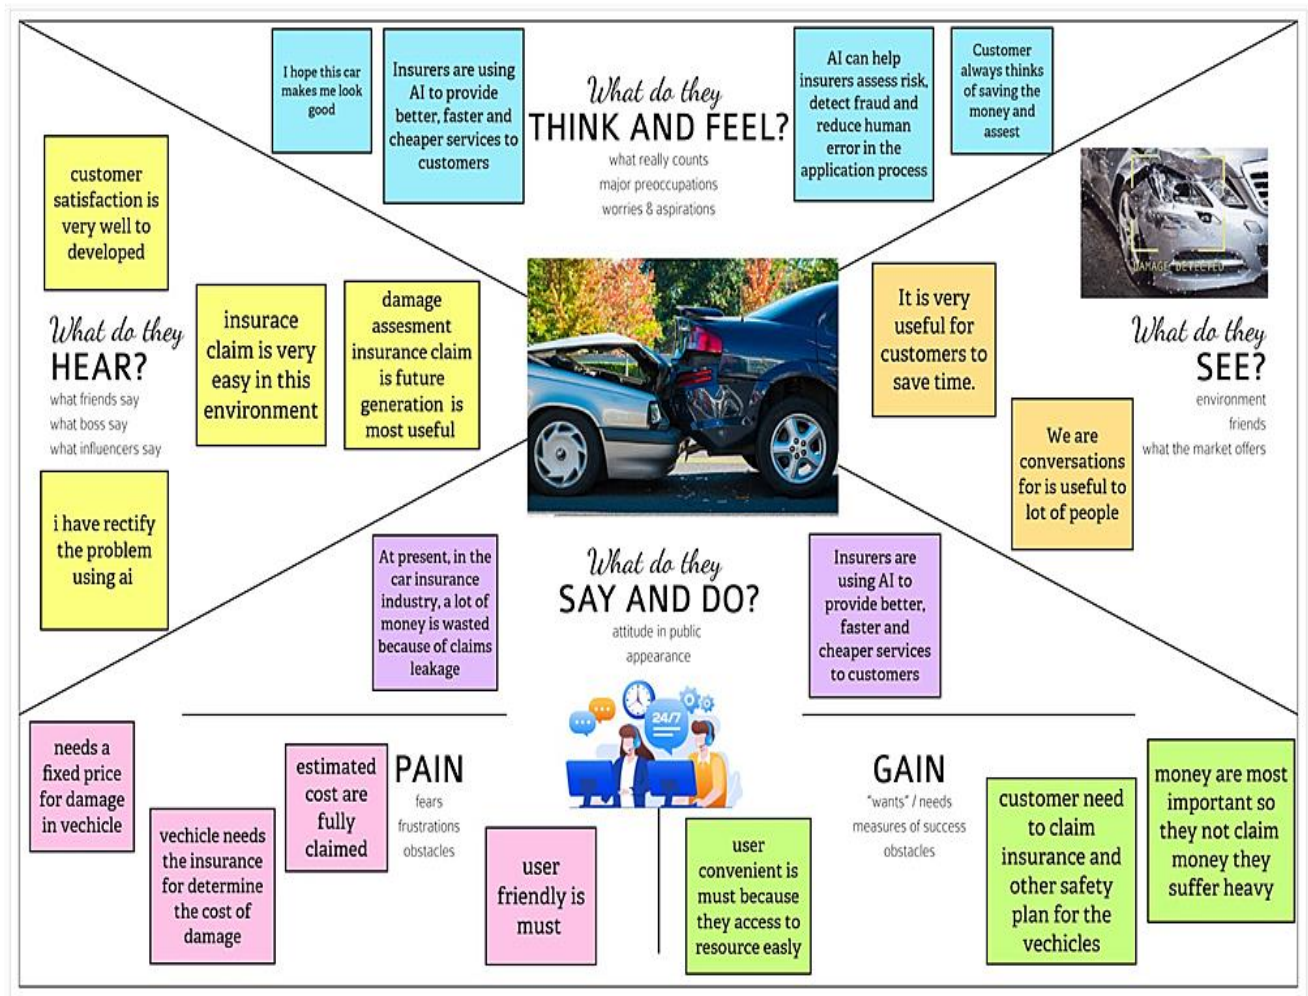 I hope this car
makes me look
good
Insurers are using
AI to provide
better, faster and
cheaper services to
customers
What do they
THINK AND FEEL?
what really counts
major preoccupations
worries & aspirations
AI can help
insurers assess risk,
detect fraud and
reduce human
error in the
application process
Customer
always thinks
of saving the
money and
assest
customer
satisfaction is
very well to
developed
What do they
HEAR?
what friends say
what boss say
what influencers say
insurace
claim is very
easy in this
environment
damage
assesment
insurance claim
is future
generation is
most useful
i have rectify
the problem
using ai
DAMAGE DETECTED
It is very
useful for
customers to
save time.
What do they
SEE?
environment
friends
what the market offers
We are
conversations
for is useful to
lot of people
At present, in the
car insurance
industry, a lot of
money is wasted
because of claims
leakage
What do they
SAY AND DO?
attitude in public
appearance
Insurers are
using AI to
provide better,
faster and
cheaper services
to customers
24/7
needs a
fixed price
for damage
in vechicle
vechicle needs
the insurance
for determine
the cost of
damage
estimated
cost are
fully
claimed
PAIN
fears
frustrations
obstacles
user
friendly is
must
user
convenient is
must because
they access to
resource easly
GAIN
"wants" / needs
measures of success
obstacles
customer need
to claim
insurance and
other safety
plan for the
vechicles
money are most
important so
they not claim
money they
suffer heavy